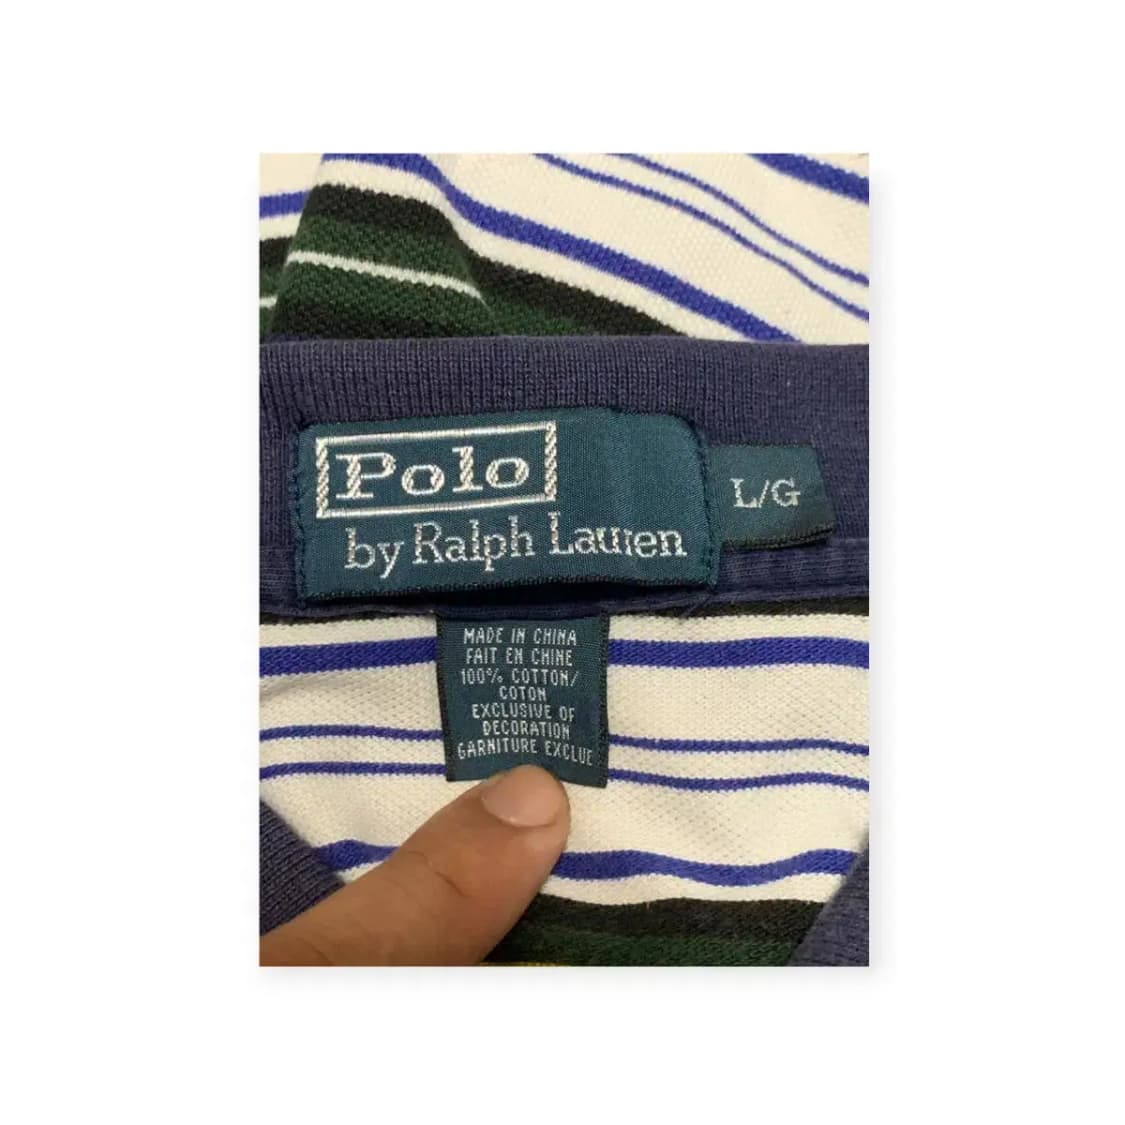 Polo
by Ralph Lauren
L/G
MADE IN CHINA
FAIT EN CHINE
100% COTTON/
COTON
EXCLUSIVE OF
DECORATION
GARNITURE EXCLUE